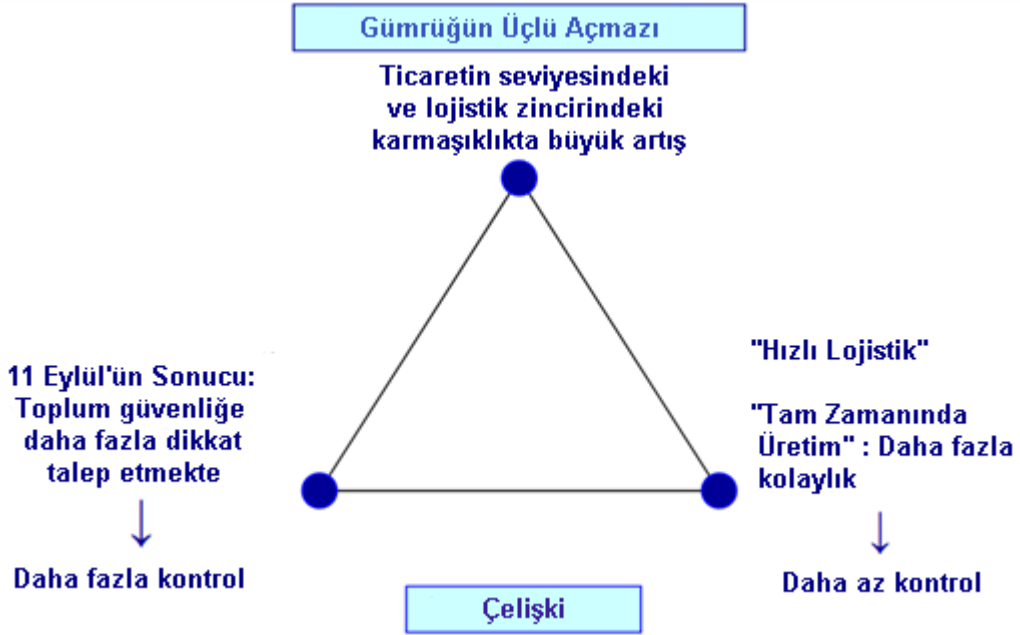 Gümrüğün Üçlü Açmazı
Ticaretin seviyesindeki
ve lojistik zincirindeki
karmaşıklıkta büyük artış
11 Eylül'ün Sonucu:
Toplum güvenliğe
daha fazla dikkat
talep etmekte
Daha fazla kontrol
"Hızlı Lojistik"
"Tam Zamanında
Üretim" : Daha fazla
kolaylık
Daha az kontrol
Çelişki